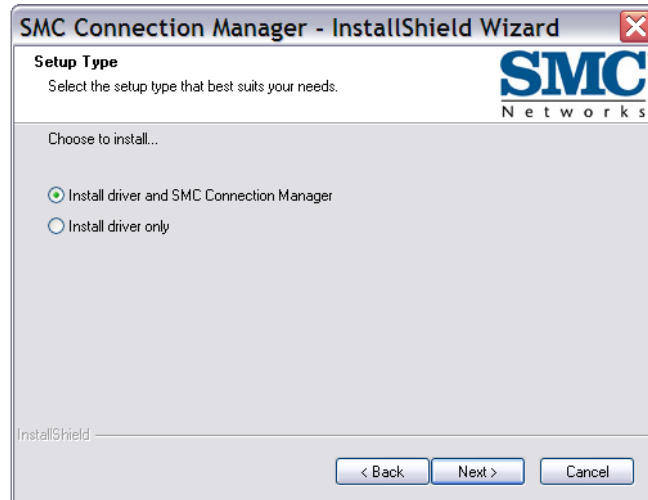 SMC Connection Manager - InstallShield Wizard
Setup Type
Select the setup type that best suits your needs.
SMC
Networks
Choose to install...
Install driver and SMC Connection Manager
Install driver only
InstallShield
< Back
Next >
Cancel